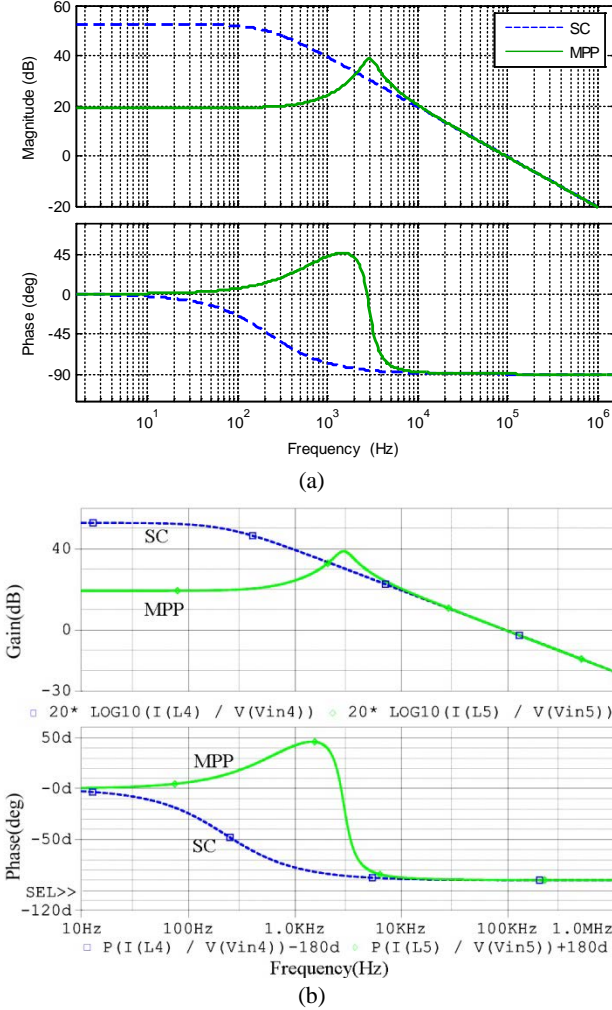 60
40
20
0
-20
Magnitude (dB)
SC
MPP
45
0
-45
-90
Phase (deg)
10^1 10^2 10^3 10^4 10^5 10^6
Frequency (Hz)
(a)
SC
MPP
40
0
-30
Gain(dB)
20* LOG10(I(L4) / V(Vin4)) 20* LOG10(I(L5) / V(Vin5))
50d
-0d
-50d
SEL>>
-120d
Phase(deg)
MPP
SC
10Hz 100Hz 1.0KHz 10KHz 100KHz 1.0MHz
P(I(L4) / V(Vin4))-180d P(I(L5) / V(Vin5))+180d
Frequency(Hz)
(b)